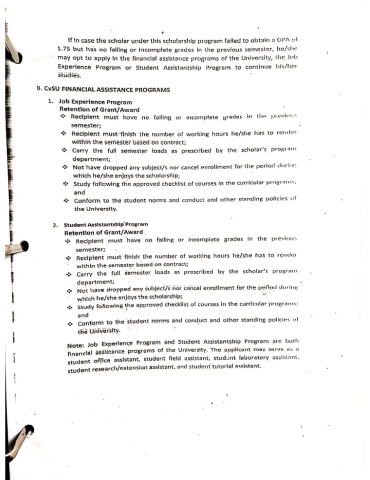 If in case the scholar under this scholarship program failed to obtain a GPA of
1.75 but has no failing or incomplete grades in the previous semester, he/she
may opt to apply in the financial assistance programs of the University, the Job
Experience Program or Student Assistantship Program to continue his/her
studies.
B. CvSU FINANCIAL ASSISTANCE PROGRAMS
1. Job Experience Program
Retention of Grant/Award
❖ Recipient must have no failing or incomplete grades in the previous
semester;
❖ Recipient must finish the number of working hours he/she has to render
within the semester based on contract;
❖ Carry the full semester loads as prescribed by the scholar's program
department;
❖ Not have dropped any subject/s nor cancel enrollment for the period during
which he/she enjoys the scholarship;
❖ Study following the approved checklist of courses in the curricular programs;
and
❖ Conform to the student norms and conduct and other standing policies of
the University.
2. Student Assistantship Program
Retention of Grant/Award
❖ Recipient must have no failing or incomplete grades in the previous
semester;
❖ Recipient must finish the number of working hours he/she has to render
within the semester based on contract;
❖ Carry the full semester loads as prescribed by the scholar's program
department;
❖ Not have dropped any subject/s nor cancel enrollment for the period during
which he/she enjoys the scholarship;
❖ Study following the approved checklist of courses in the curricular programs;
and
❖ Conform to the student norms and conduct and other standing policies of
the University.
Note: Job Experience Program and Student Assistantship Program are both
financial assistance programs of the University. The applicant may serve as a
student office assistant, student field assistant, student laboratory assistant,
student research/extension assistant, and student tutorial assistant.